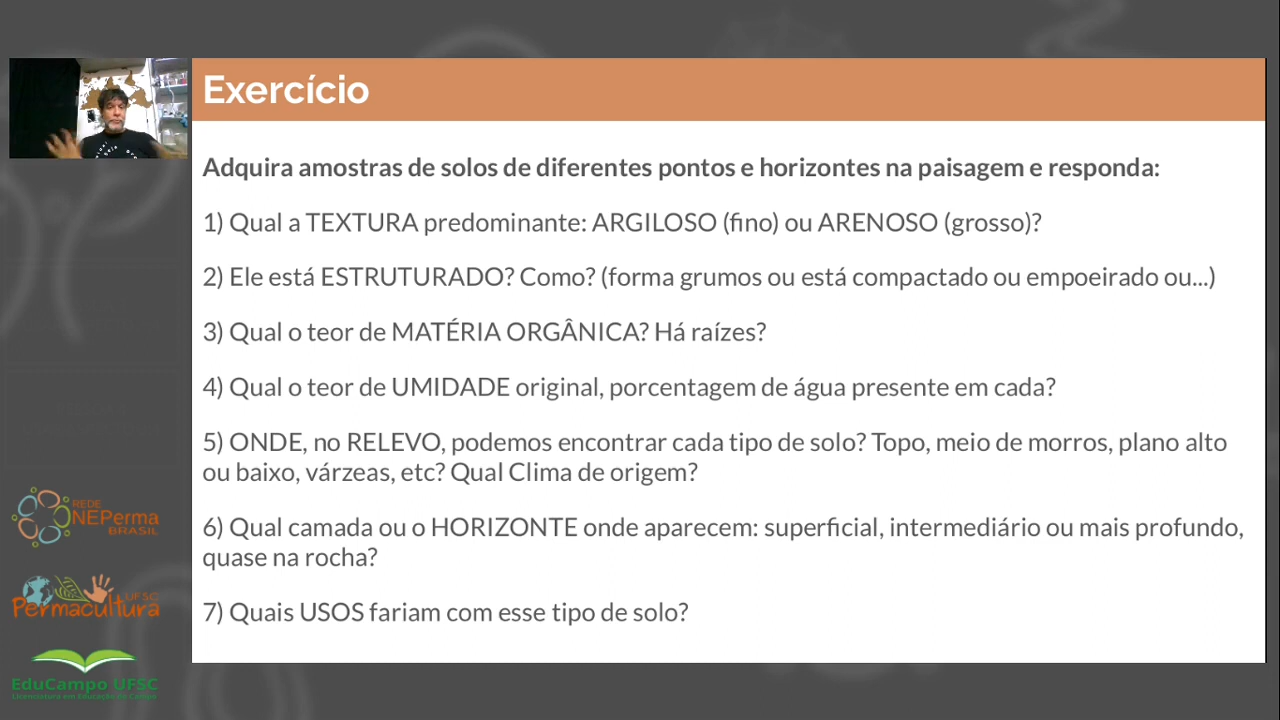 Exercício
Adquira amostras de solos de diferentes pontos e horizontes na paisagem e responda:
1) Qual a TEXTURA predominante: ARGILOSO (fino) ou ARENOSO (grosso)?
2) Ele está ESTRUTURADO? Como? (forma grumos ou está compactado ou empoeirado ou...)
3) Qual o teor de MATÉRIA ORGÂNICA? Há raízes?
4) Qual o teor de UMIDADE original, porcentagem de água presente em cada?
5) ONDE, no RELEVO, podemos encontrar cada tipo de solo? Topo, meio de morros, plano alto
ou baixo, várzeas, etc? Qual Clima de origem?
6) Qual camada ou o HORIZONTE onde aparecem: superficial, intermediário ou mais profundo,
quase na rocha?
7) Quais USOS fariam com esse tipo de solo?
REDE
NEPerma
BRASIL
UFSC
Permacultura
EduCampo UFSC
Licenciatura em Educação do Campo